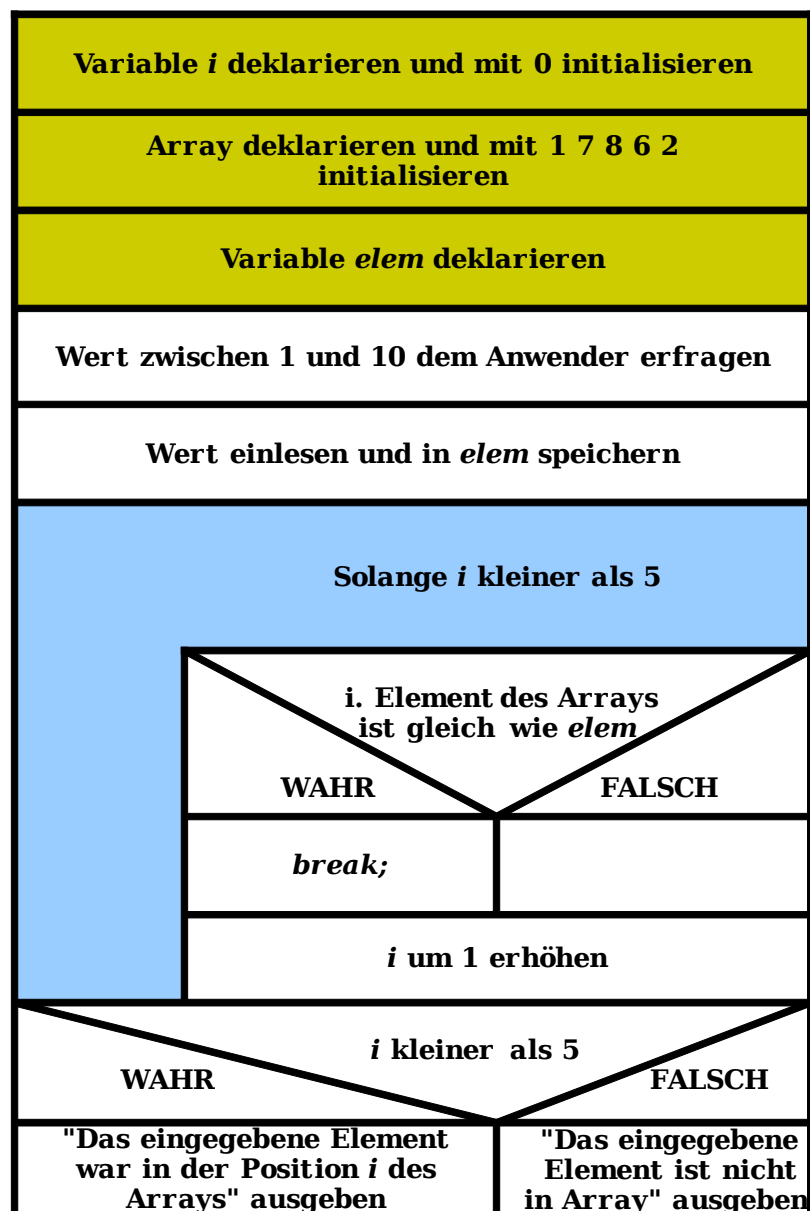 Variable i deklarieren und mit 0 initialisieren
Array deklarieren und mit 1 7 8 6 2
initialisieren
Variable elem deklarieren
Wert zwischen 1 und 10 dem Anwender erfragen
Wert einlesen und in elem speichern
Solange i kleiner als 5
i. Element des Arrays
ist gleich wie elem
WAHR
FALSCH
break;
i um 1 erhöhen
i kleiner als 5
WAHR
FALSCH
"Das eingegebene Element
war in der Position i des
Arrays" ausgeben
"Das eingegebene
Element ist nicht
in Array" ausgeben